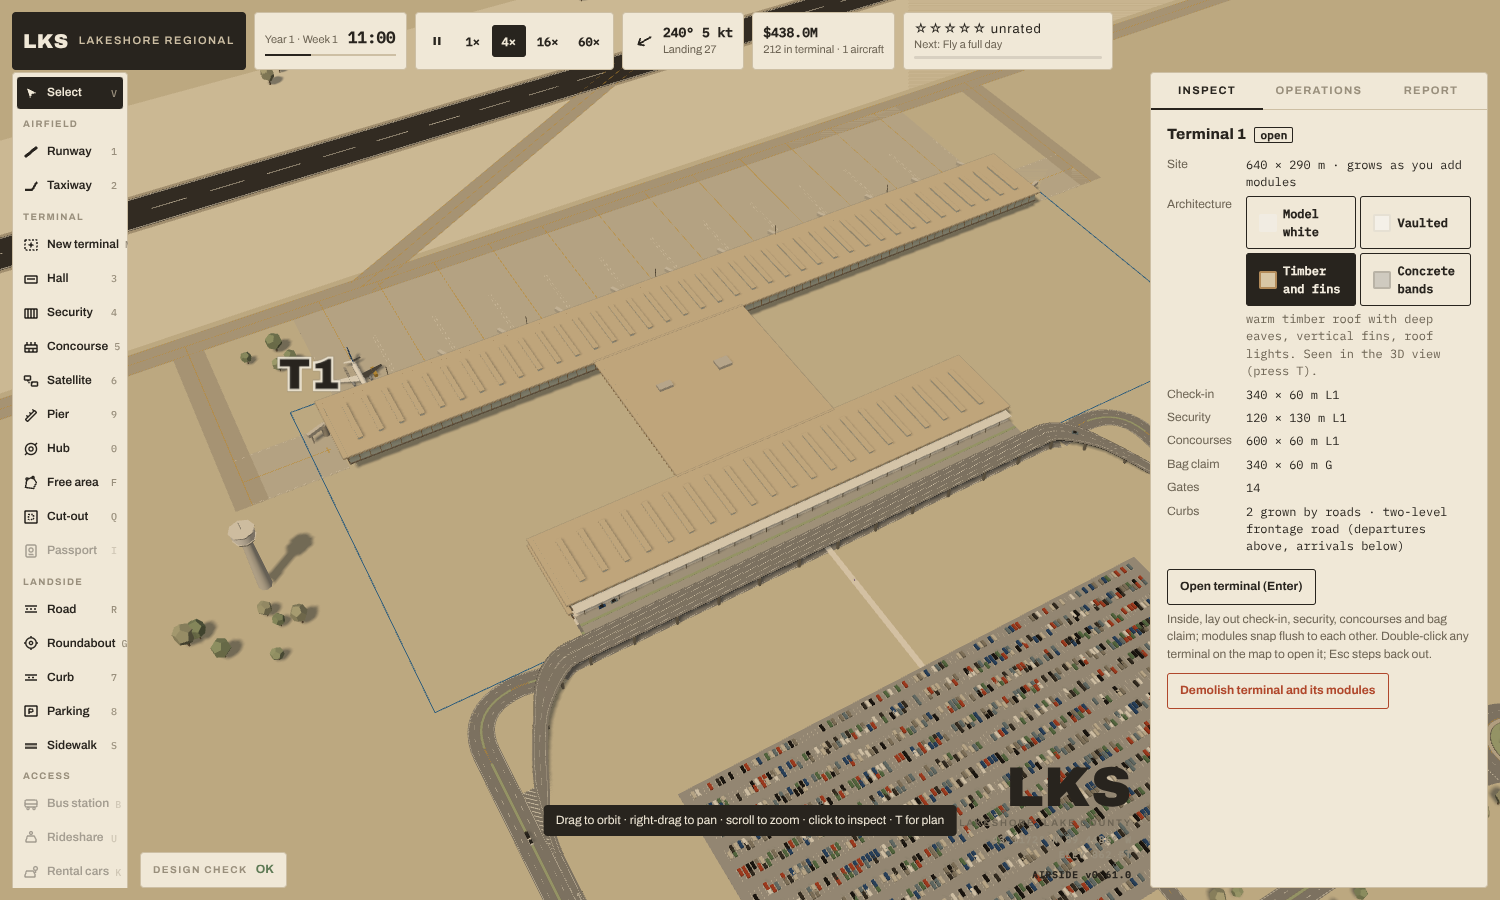 LKS LAKESHORE REGIONAL
Year 1 · Week 1 11:00
1× 4× 16× 60×
240° 5 kt
Landing 27
$438.0M
212 in terminal · 1 aircraft
☆☆☆☆☆ unrated
Next: Fly a full day
Select V
AIRFIELD
Runway 1
Taxiway 2
TERMINAL
New terminal
Hall 3
Security 4
Concourse 5
Satellite 6
Pier 9
Hub 0
Free area F
Cut-out Q
Passport I
LANDSIDE
Road R
Roundabout G
Curb 7
Parking 8
Sidewalk S
ACCESS
Bus station B
Rideshare U
Rental cars K
T1
DESIGN CHECK OK
Drag to orbit · right-drag to pan · scroll to zoom · click to inspect · T for plan
LKS
INSPECT OPERATIONS REPORT
Terminal 1 open
Site 640 × 290 m · grows as you add
modules
Architecture
Model
white
Vaulted
Timber
and fins
Concrete
bands
warm timber roof with deep
eaves, vertical fins, roof
lights. Seen in the 3D view
(press T).
Check-in 340 × 60 m L1
Security 120 × 130 m L1
Concourses 600 × 60 m L1
Bag claim 340 × 60 m G
Gates 14
Curbs 2 grown by roads · two-level
frontage road (departures
above, arrivals below)
Open terminal (Enter)
Inside, lay out check-in, security, concourses and bag
claim; modules snap flush to each other. Double-click any
terminal on the map to open it; Esc steps back out.
Demolish terminal and its modules